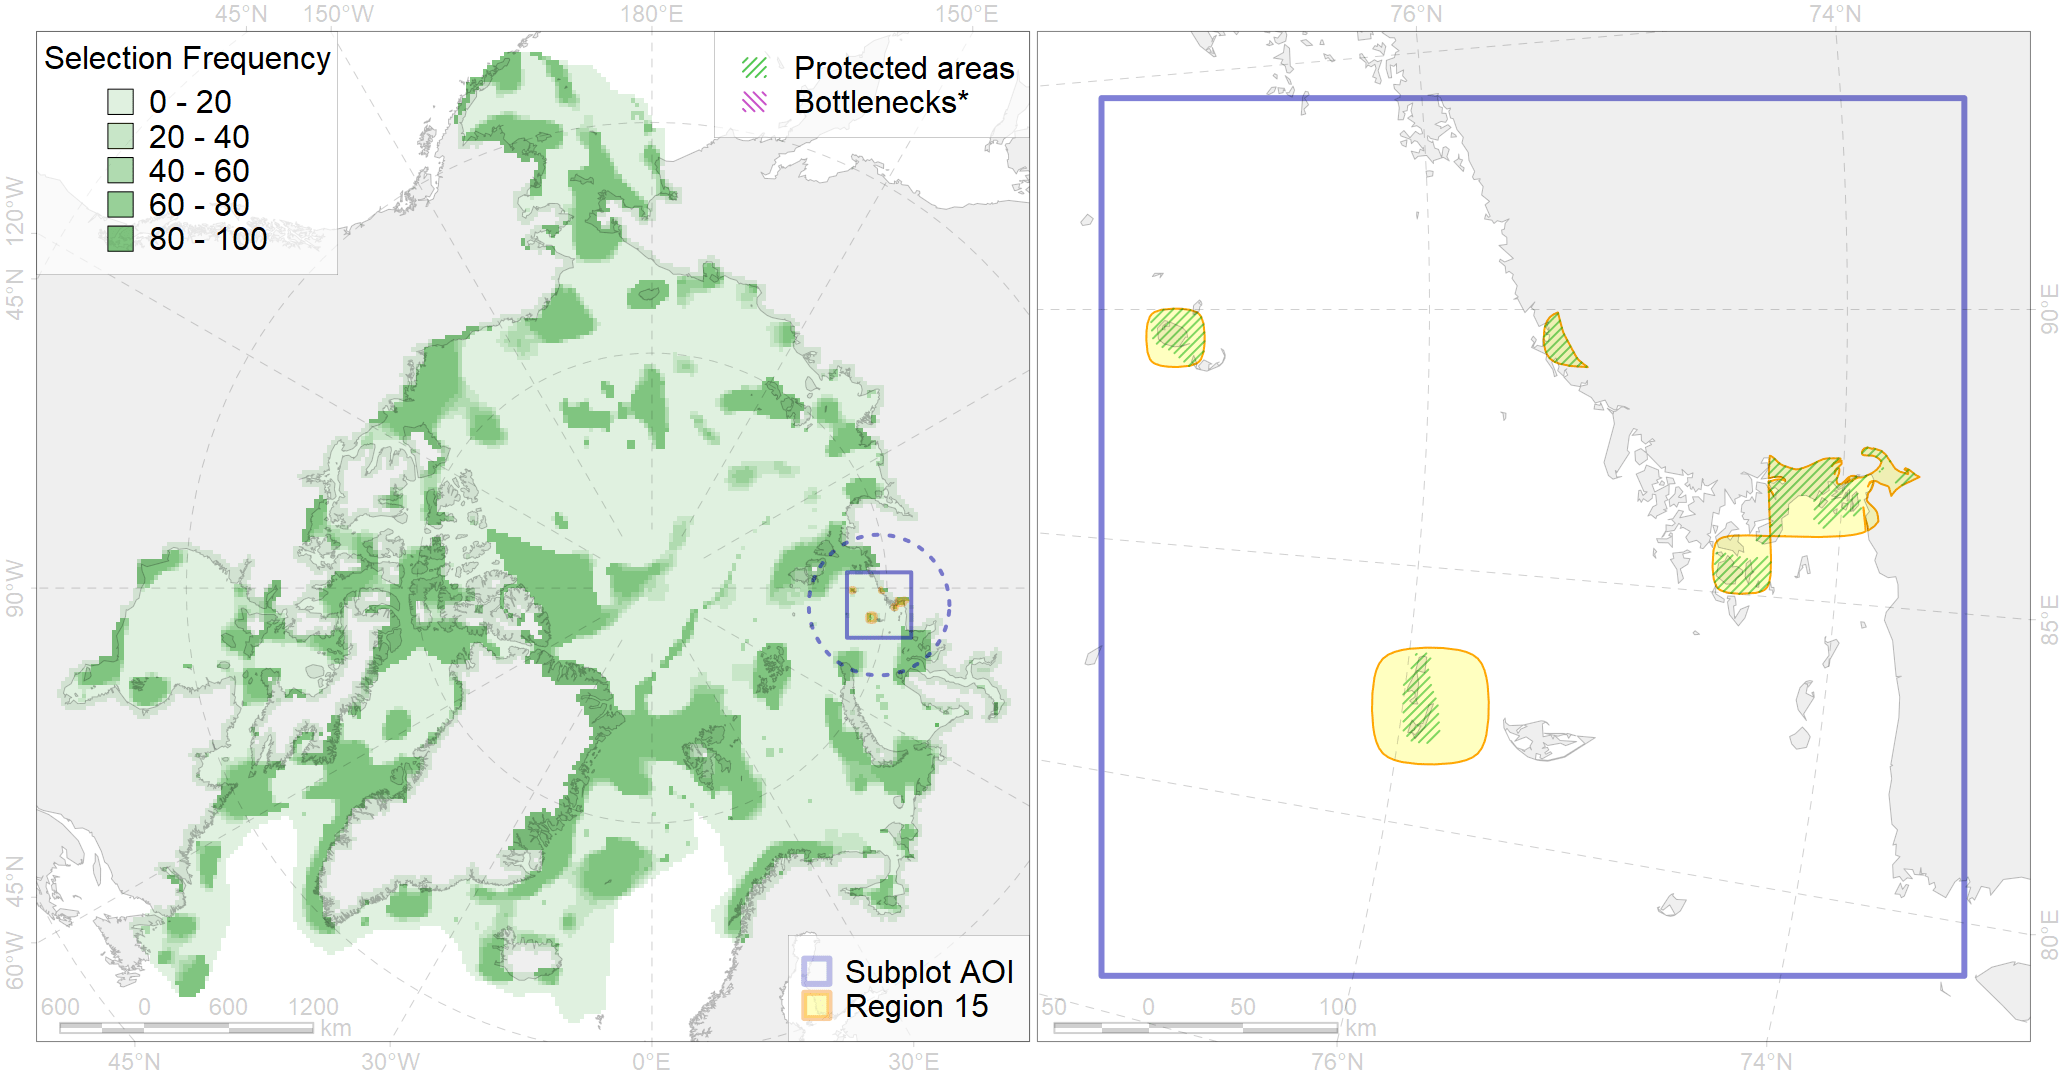 45°N 150°W 180°E 150°E 76°N 74°N
Selection Frequency
0 - 20
20 - 40
40 - 60
60 - 80
80 - 100
Protected areas
Bottlenecks*
120°W
45°N
90°W
45°N
60°W
90°E
85°E
80°E
Subplot AOI
Region 15
600 0 600 1200
km
50 0 50 100
km
45°N 30°W 0°E 30°E 76°N 74°N